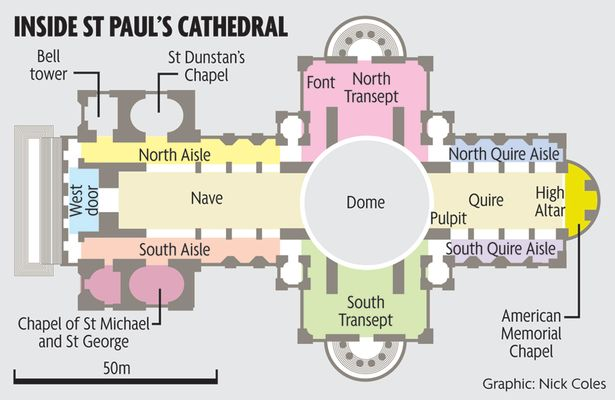 INSIDE ST PAUL'S CATHEDRAL
Bell
tower
St Dunstan's
Chapel
Font
North
Transept
North Aisle
North Quire Aisle
West
door
Nave
Dome
Quire
High
Altar
Pulpit
South Aisle
South Quire Aisle
South
Transept
Chapel of St Michael
and St George
American
Memorial
Chapel
50m
Graphic: Nick Coles